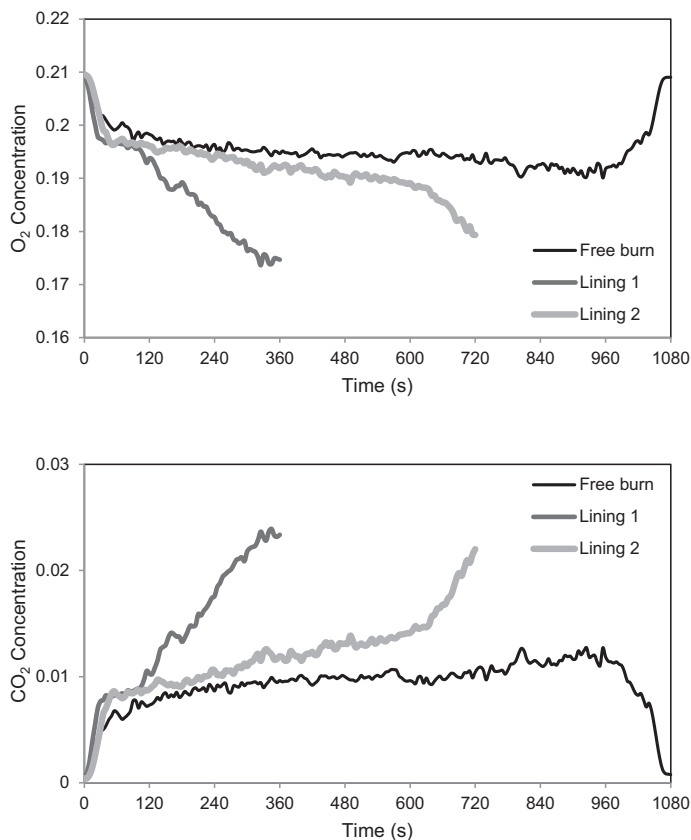 0.22
0.21
0.2
0.19
0.18
0.17
0.16
O2 Concentration
Free burn
Lining 1
Lining 2
0 120 240 360 480 600 720 840 960 1080
Time (s)
0.03
0.02
0.01
0
CO2 Concentration
Free burn
Lining 1
Lining 2
0 120 240 360 480 600 720 840 960 1080
Time (s)